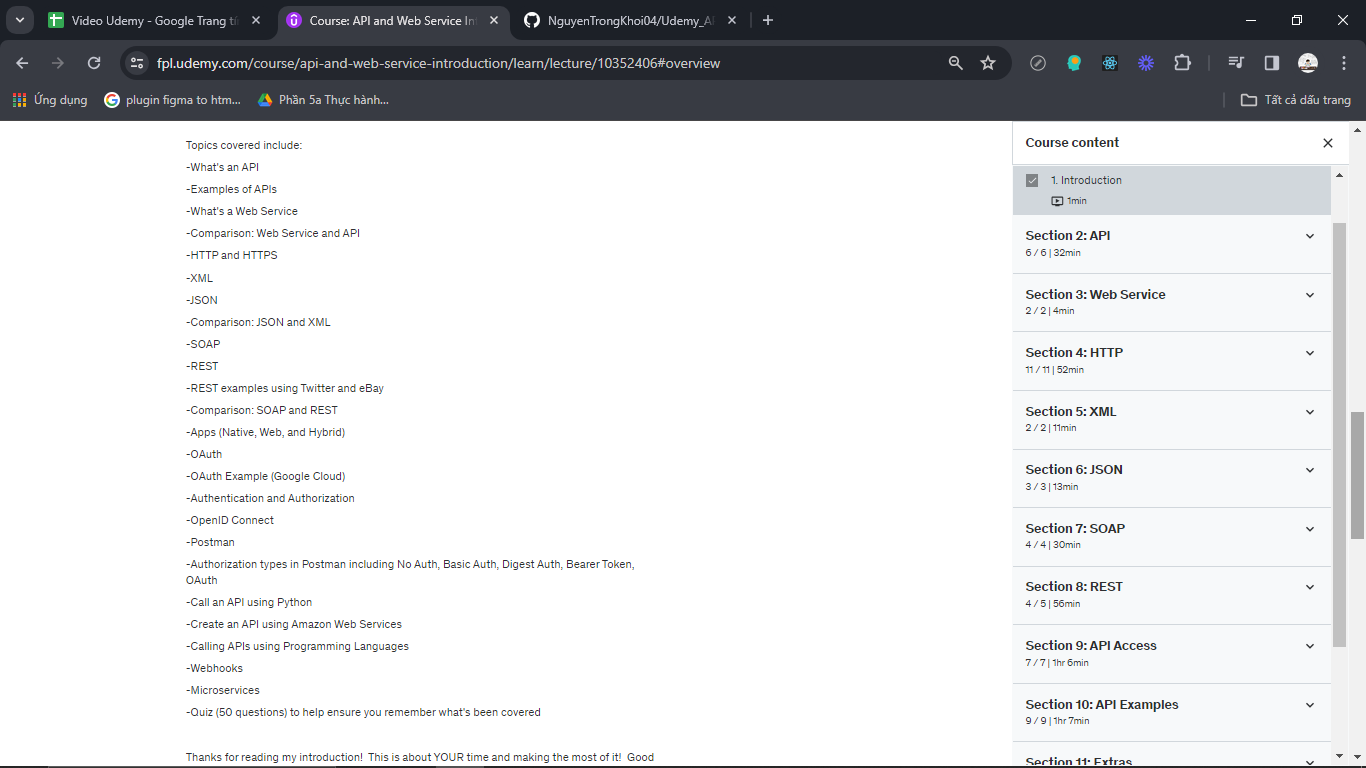 Video Udemy - Google Trang tí
Course: API and Web Service In
NguyenTrongKhoi04/Udemy_A
fpl.udemy.com/course/api-and-web-service-introduction/learn/lecture/10352406#overview
Ứng dụng
plugin figma to htm...
Phần 5a Thực hành...
Tất cả dấu trang
Topics covered include:
-What's an API
-Examples of APIs
-What's a Web Service
-Comparison: Web Service and API
-HTTP and HTTPS
-XML
-JSON
-Comparison: JSON and XML
-SOAP
-REST
-REST examples using Twitter and eBay
-Comparison: SOAP and REST
-Apps (Native, Web, and Hybrid)
-OAuth
-OAuth Example (Google Cloud)
-Authentication and Authorization
-OpenID Connect
-Postman
-Authorization types in Postman including No Auth, Basic Auth, Digest Auth, Bearer Token,
OAuth
-Call an API using Python
-Create an API using Amazon Web Services
-Calling APIs using Programming Languages
-Webhooks
-Microservices
-Quiz (50 questions) to help ensure you remember what's been covered
Thanks for reading my introduction!  This is about YOUR time and making the most of it!  Good
Course content
1. Introduction
1min
Section 2: API
6 / 6 | 32min
Section 3: Web Service
2 / 2 | 4min
Section 4: HTTP
11 / 11 | 52min
Section 5: XML
2 / 2 | 11min
Section 6: JSON
3 / 3 | 13min
Section 7: SOAP
4 / 4 | 30min
Section 8: REST
4 / 5 | 56min
Section 9: API Access
7 / 7 | 1hr 6min
Section 10: API Examples
9 / 9 | 1hr 7min
Section 11: Extras